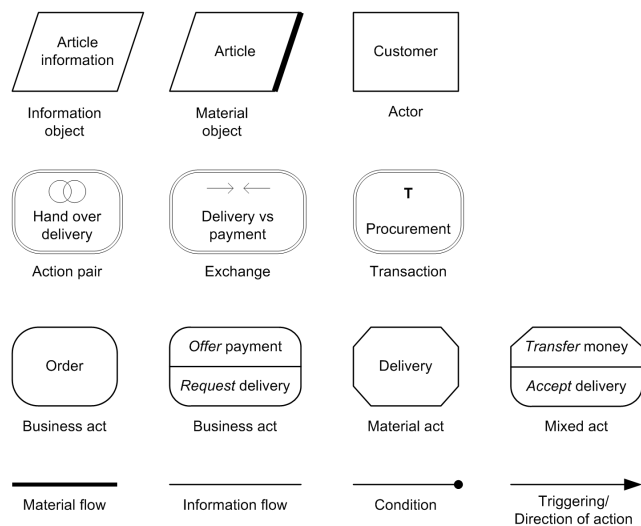 Article
information
Article
Customer
Information
object
Material
object
Actor
Hand over
delivery
Delivery vs
payment
T
Procurement
Action pair
Exchange
Transaction
Order
Offer payment
Request delivery
Delivery
Transfer money
Accept delivery
Business act
Business act
Material act
Mixed act
Material flow
Information flow
Condition
Triggering/
Direction of action